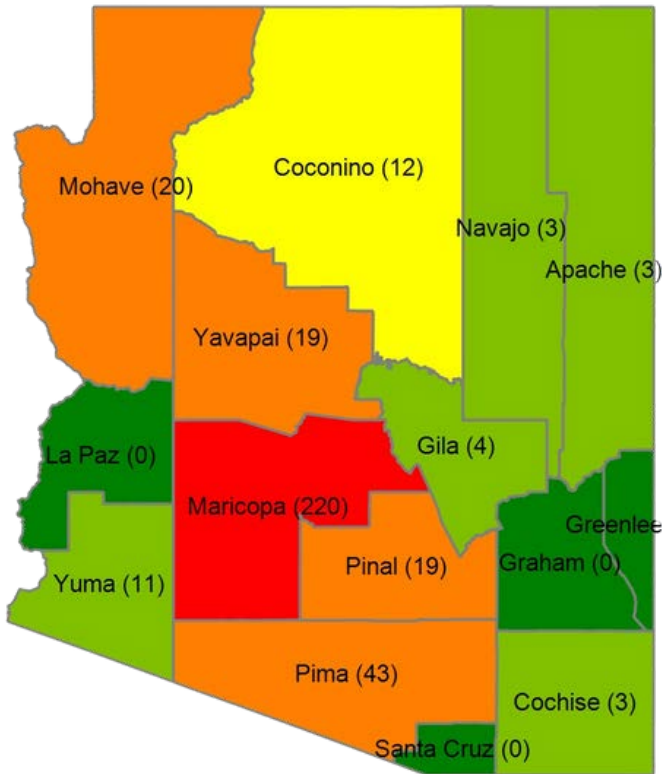 Coconino (12)
Mohave (20)
Navajo (3)
Apache (3)
Yavapai (19)
Gila (4)
La Paz (0)
Maricopa (220)
Greenlee
Graham (0)
Pinal (19)
Yuma (11)
Pima (43)
Cochise (3)
Santa Cruz (0)